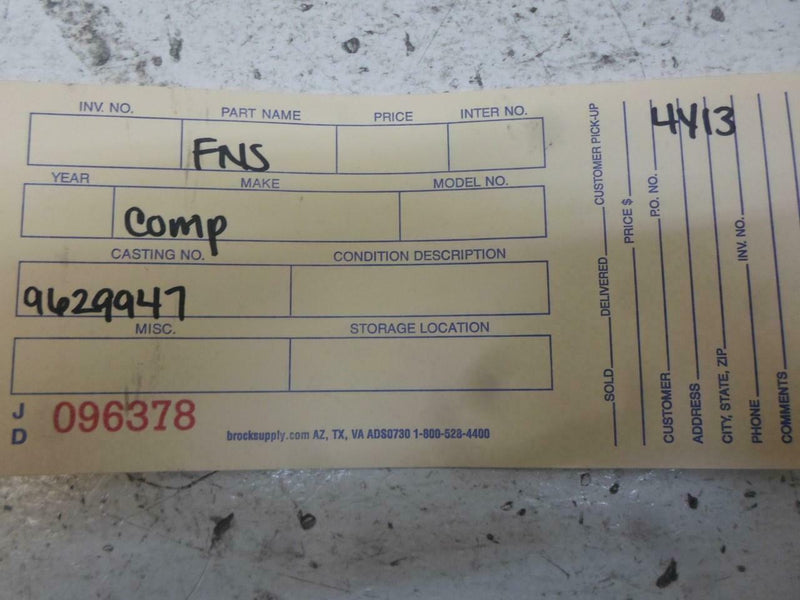 INV. NO. PART NAME PRICE INTER NO.
FNS
YEAR MAKE MODEL NO.
Comp
CASTING NO. CONDITION DESCRIPTION
9629947
MISC. STORAGE LOCATION
J
D
096378
brocksupply.com AZ, TX, VA ADS0730 1-800-528-4400
SOLD DELIVERED CUSTOMER PICK-UP
PRICE $
CUSTOMER P.O. NO.
4413
ADDRESS
CITY, STATE, ZIP
PHONE INV. NO.
COMMENTS